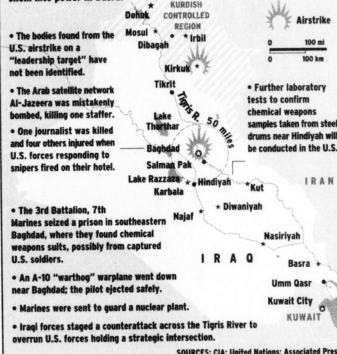 them into power in Basra.
KURDISH
CONTROLLED
REGION
Dohuk
Mosul
Irbil
Dibagah
Kirkuk
Tikrit
Tigris R.
50 miles
Lake
Tharthar
Baghdad
Salman Pak
Lake Razzaza
Hindiyah
Karbala
Kut
Najaf
Diwaniyah
Nasiriyah
IRAN
IRAQ
Basra
Umm Qasr
Kuwait City
KUWAIT
Airstrike
0 100 mi
0 100 km
• The bodies found from the
U.S. airstrike on a
"leadership target" have
not been identified.
• The Arab satellite network
Al-Jazeera was mistakenly
bombed, killing one staffer.
• One journalist was killed
and four others injured when
U.S. forces responding to
snipers fired on their hotel.
• Further laboratory
tests to confirm
chemical weapons
samples taken from steel
drums near Hindiyah will
be conducted in the U.S.
• The 3rd Battalion, 7th
Marines seized a prison in southeastern
Baghdad, where they found chemical
weapons suits, possibly from captured
U.S. soldiers.
• An A-10 "warthog" warplane went down
near Baghdad; the pilot ejected safely.
• Marines were sent to guard a nuclear plant.
• Iraqi forces staged a counterattack across the Tigris River to
overrun U.S. forces holding a strategic intersection.
SOURCES: CIA; United Nations; Associated Pres